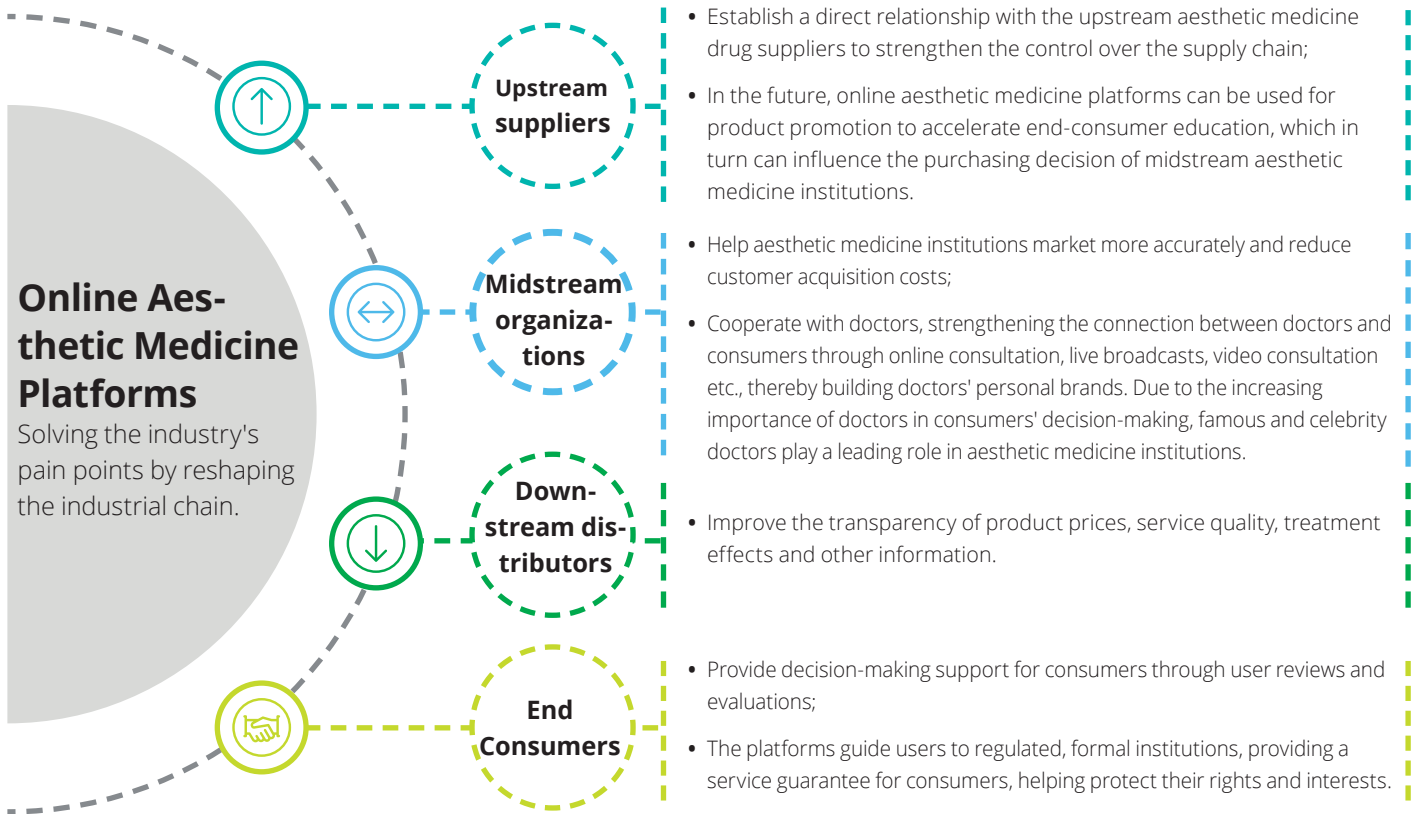 Online Aes-
thetic Medicine
Platforms
Solving the industry's
pain points by reshaping
the industrial chain.
Upstream
suppliers
• Establish a direct relationship with the upstream aesthetic medicine
drug suppliers to strengthen the control over the supply chain;
• In the future, online aesthetic medicine platforms can be used for
product promotion to accelerate end-consumer education, which in
turn can influence the purchasing decision of midstream aesthetic
medicine institutions.
Midstream
organiza-
tions
• Help aesthetic medicine institutions market more accurately and reduce
customer acquisition costs;
• Cooperate with doctors, strengthening the connection between doctors and
consumers through online consultation, live broadcasts, video consultation
etc., thereby building doctors' personal brands. Due to the increasing
importance of doctors in consumers' decision-making, famous and celebrity
doctors play a leading role in aesthetic medicine institutions.
Down-
stream dis-
tributors
• Improve the transparency of product prices, service quality, treatment
effects and other information.
End
Consumers
• Provide decision-making support for consumers through user reviews and
evaluations;
• The platforms guide users to regulated, formal institutions, providing a
service guarantee for consumers, helping protect their rights and interests.